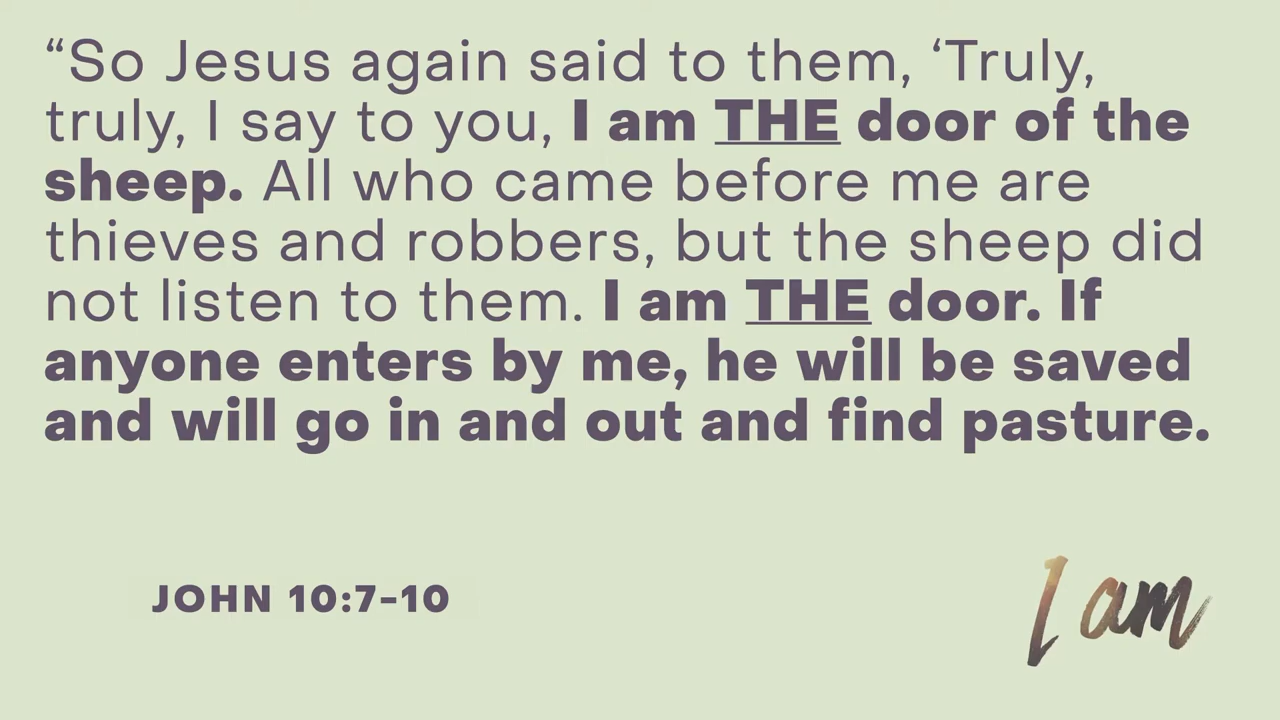 “So Jesus again said to them, ‘Truly,
truly, I say to you, I am THE door of the
sheep. All who came before me are
thieves and robbers, but the sheep did
not listen to them. I am THE door. If
anyone enters by me, he will be saved
and will go in and out and find pasture.
JOHN 10:7-10
I am